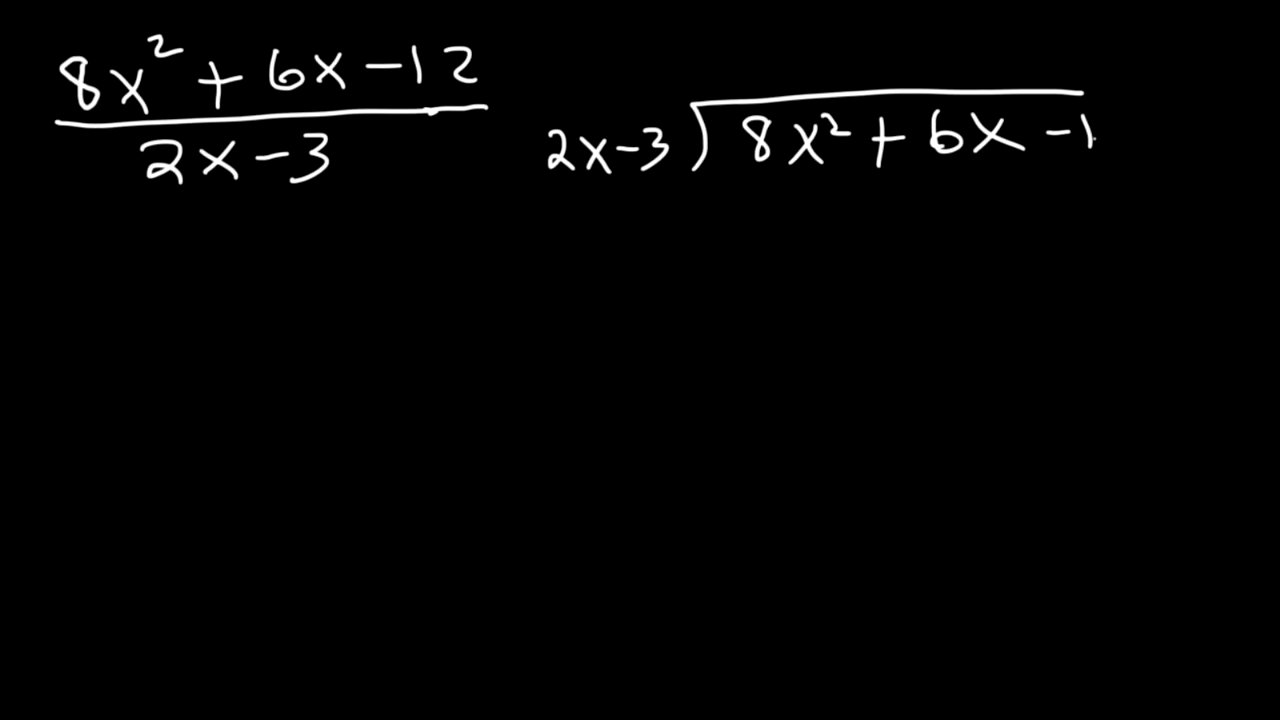 8x² + 6x - 12
2x - 3
2x - 3 ) 8x² + 6x - 1